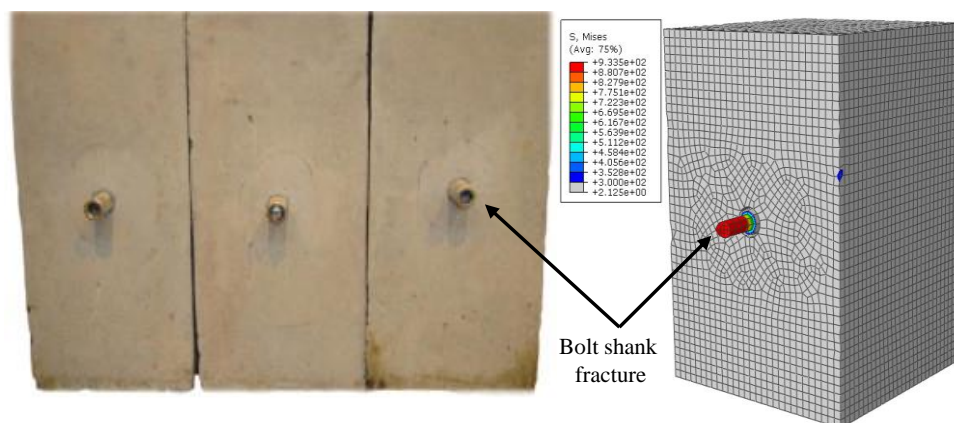 S, Mises
(Avg: 75%)
+9.335e+02
+8.807e+02
+8.279e+02
+7.751e+02
+7.223e+02
+6.695e+02
+6.167e+02
+5.639e+02
+5.112e+02
+4.584e+02
+4.056e+02
+3.528e+02
+3.000e+02
+2.125e+00
Bolt shank
fracture